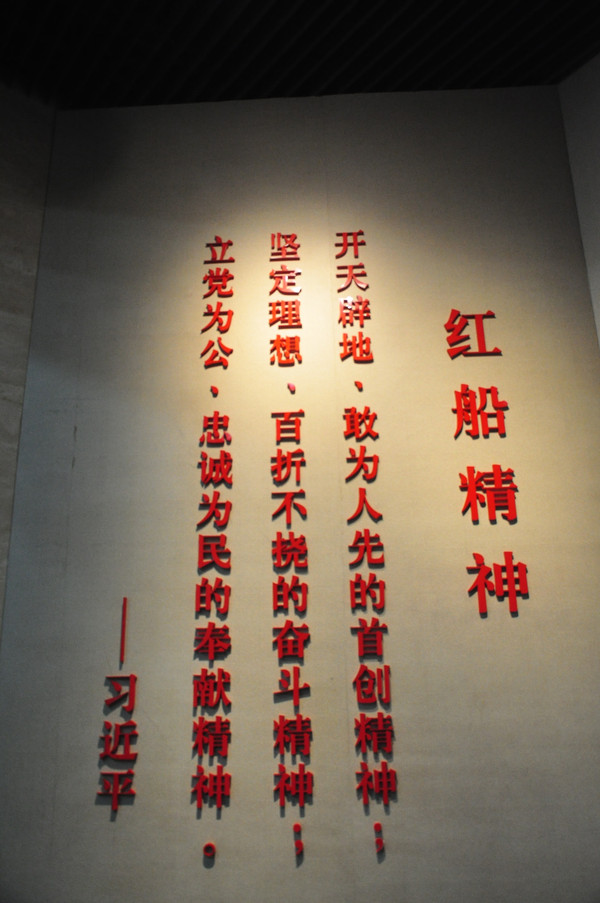 红船精神
开天辟地、敢为人先的首创精神；
坚定理想、百折不挠的奋斗精神；
立党为公、忠诚为民的奉献精神。
——习近平